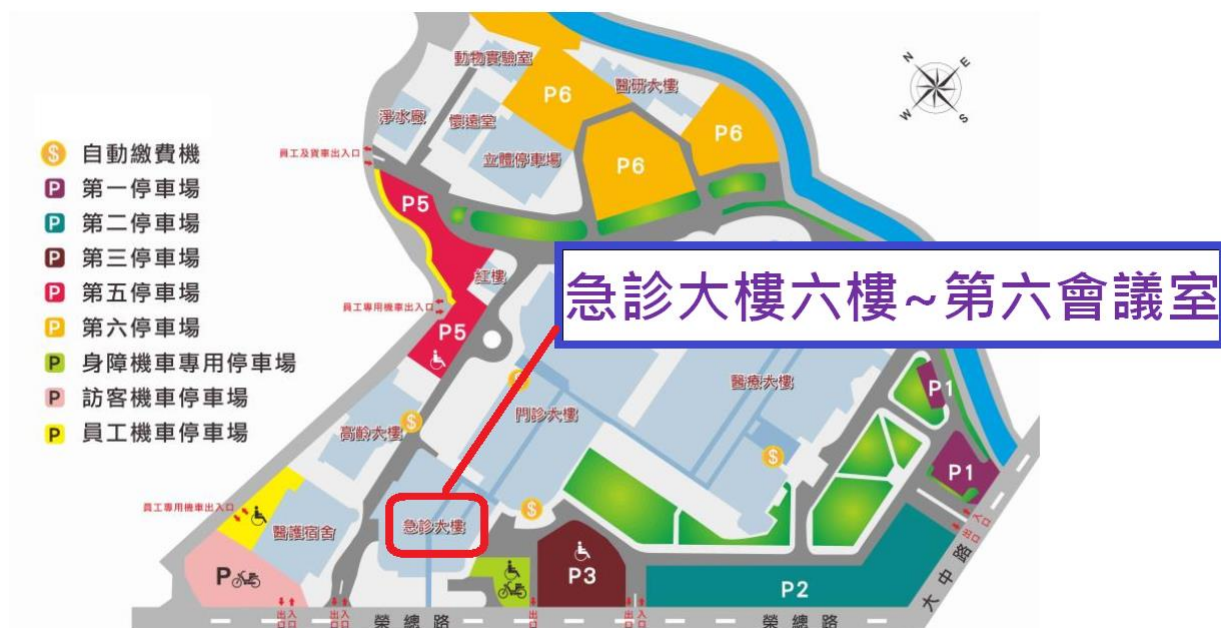 動物實驗室
醫研大樓
P6
N
E
W
S
淨水廠
懷遠堂
P6
立體停車場
P6
員工及貨車出入口
$ 自動繳費機
P 第一停車場
P 第二停車場
P 第三停車場
P 第五停車場
P 第六停車場
P 身障機車專用停車場
P 訪客機車停車場
P 員工機車停車場
P5
紅樓
急診大樓六樓~第六會議室
員工專用機車出入口
P5
門診大樓
醫療大樓
P1
高齡大樓
$
$
P1
員工專用機車出入口
醫護宿舍
急診大樓
$
出口
入口
大中路
P
P3
P2
出口
入口
出口
入口
出口
出口
入口
榮總路
榮總路